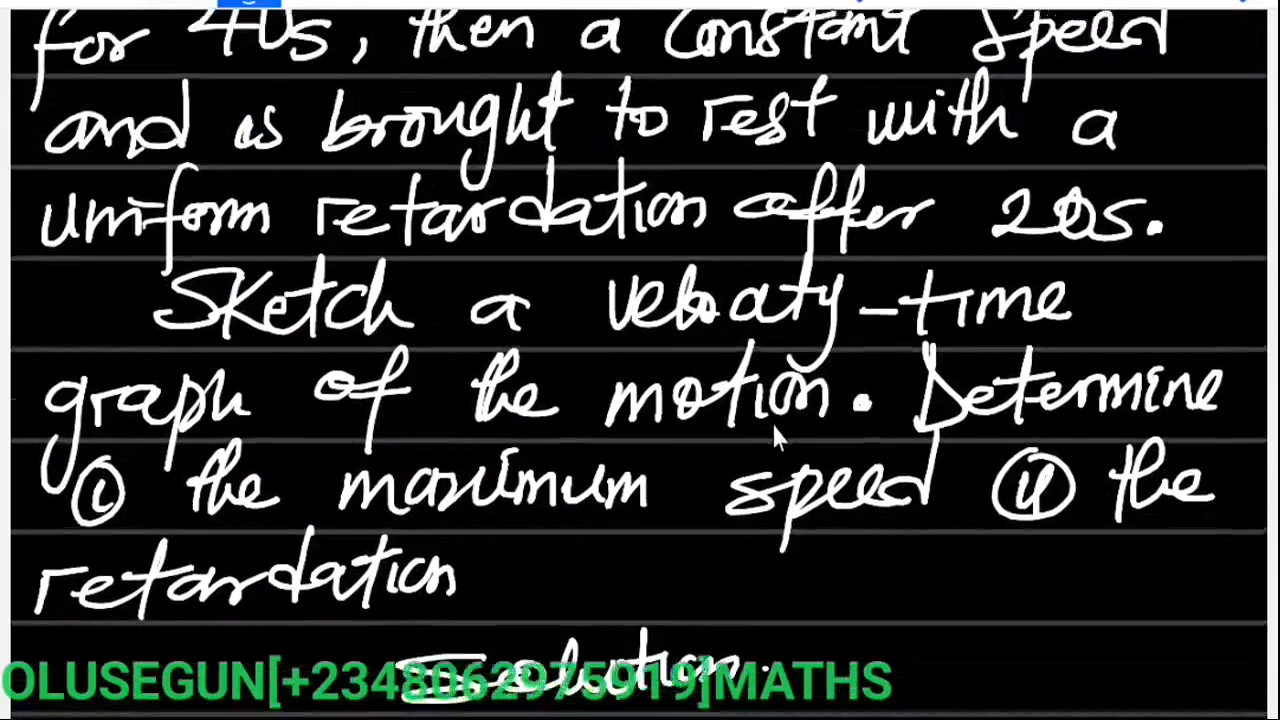 for 40s, then a constant speed
and is brought to rest with a
uniform retardation after 20s.
Sketch a velocity-time
graph of the motion. Determine
(i) the maximum speed (ii) the
retardation
Solution.
OLUSEGUN[+2348062975919]MATHS